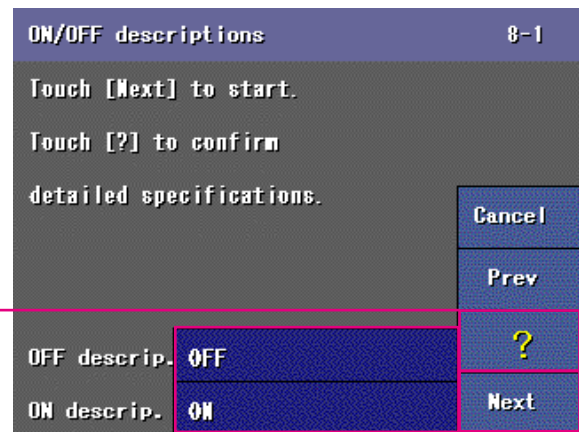 ON/OFF descriptions 8-1
Touch [Next] to start.
Touch [?] to confirm
detailed specifications.
Cancel
Prev
?
OFF descrip. OFF
ON descrip. ON
Next